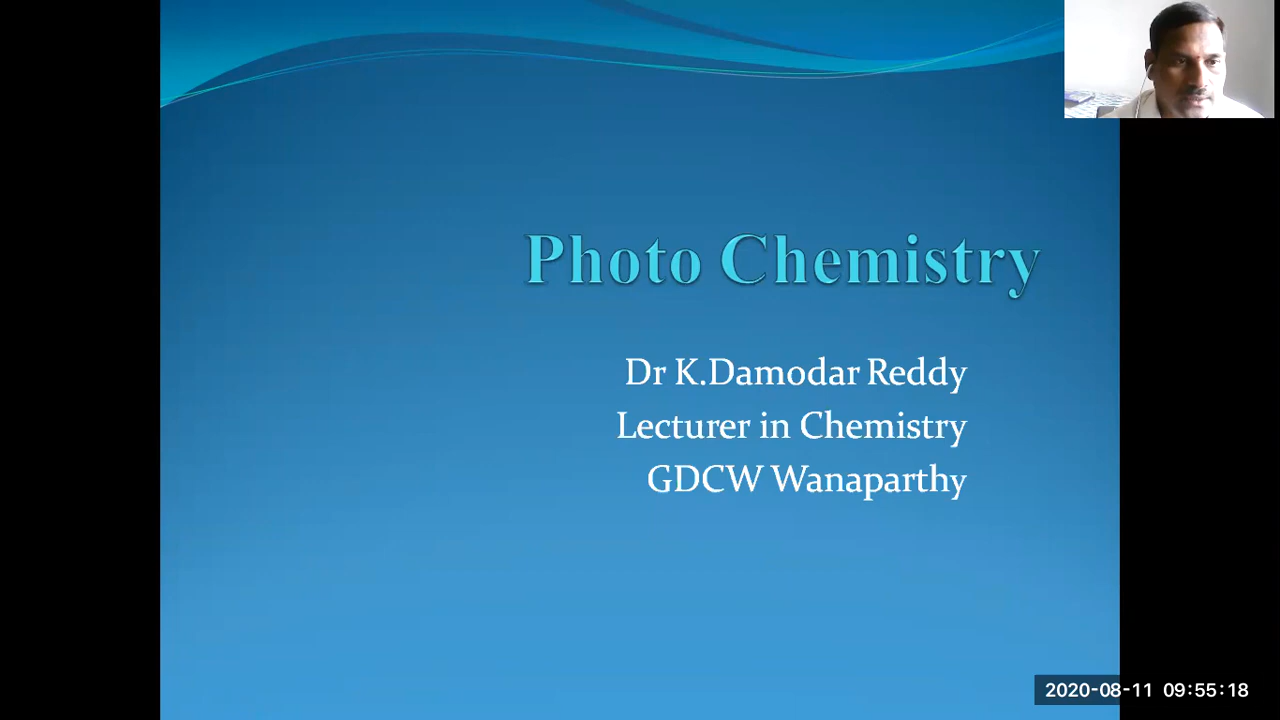 Photo Chemistry
Dr K.Damodar Reddy
Lecturer in Chemistry
GDCW Wanaparthy
2020-08-11 09:55:18